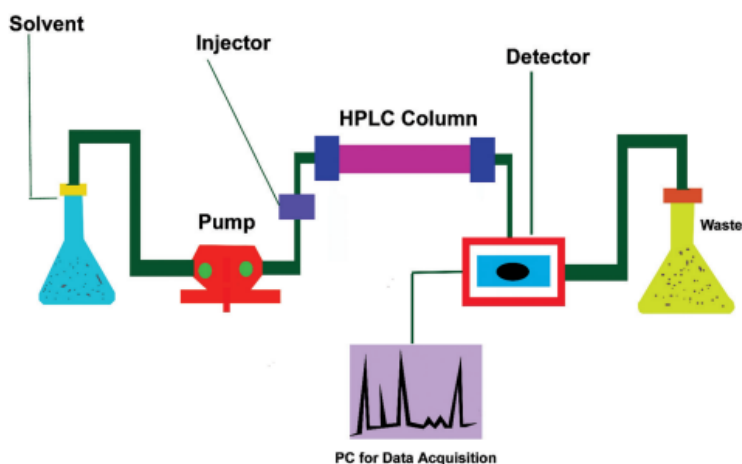 Solvent
Injector
Detector
HPLC Column
Pump
Waste
PC for Data Acquisition